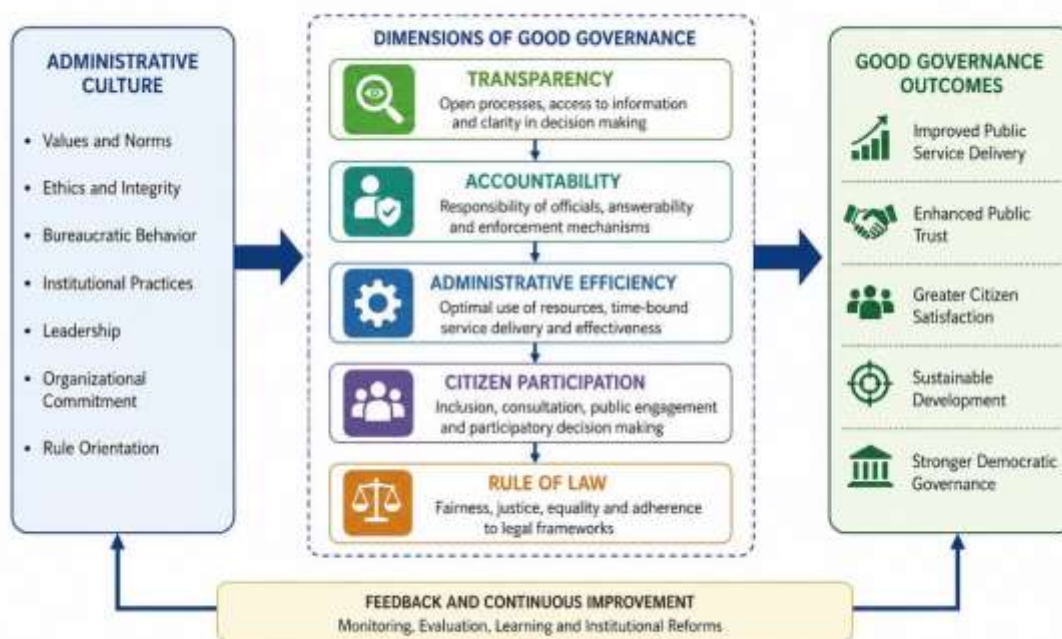 ADMINISTRATIVE
CULTURE
• Values and Norms
• Ethics and Integrity
• Bureaucratic Behavior
• Institutional Practices
• Leadership
• Organizational
Commitment
• Rule Orientation
DIMENSIONS OF GOOD GOVERNANCE
TRANSPARENCY
Open processes, access to information
and clarity in decision making
ACCOUNTABILITY
Responsibility of officials, answerability
and enforcement mechanisms
ADMINISTRATIVE EFFICIENCY
Optimal use of resources, time-bound
service delivery and effectiveness
CITIZEN PARTICIPATION
Inclusion, consultation, public engagement
and participatory decision making
RULE OF LAW
Fairness, justice, equality and adherence
to legal frameworks
GOOD GOVERNANCE
OUTCOMES
Improved Public
Service Delivery
Enhanced Public
Trust
Greater Citizen
Satisfaction
Sustainable
Development
Stronger Democratic
Governance
FEEDBACK AND CONTINUOUS IMPROVEMENT
Monitoring, Evaluation, Learning and Institutional Reforms